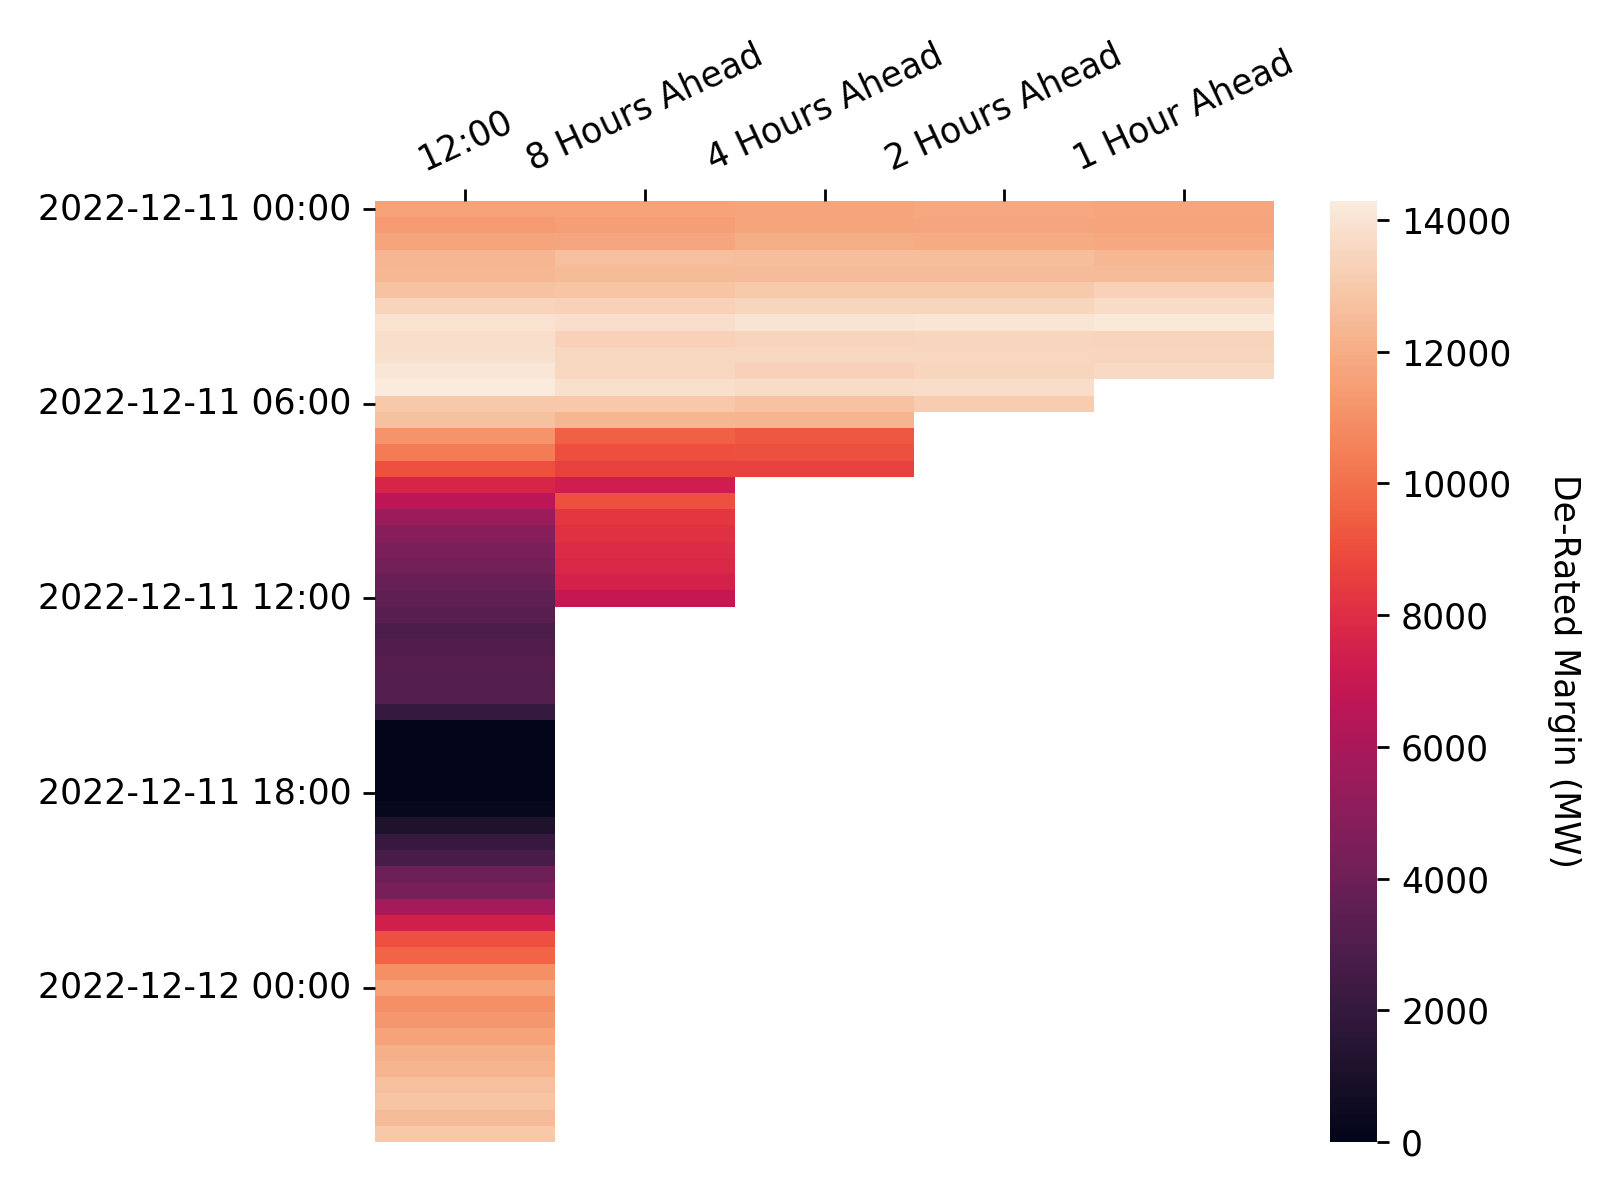 12:00
8 Hours Ahead
4 Hours Ahead
2 Hours Ahead
1 Hour Ahead
2022-12-11 00:00
2022-12-11 06:00
2022-12-11 12:00
2022-12-11 18:00
2022-12-12 00:00
14000
12000
10000
8000
6000
4000
2000
0
De-Rated Margin (MW)